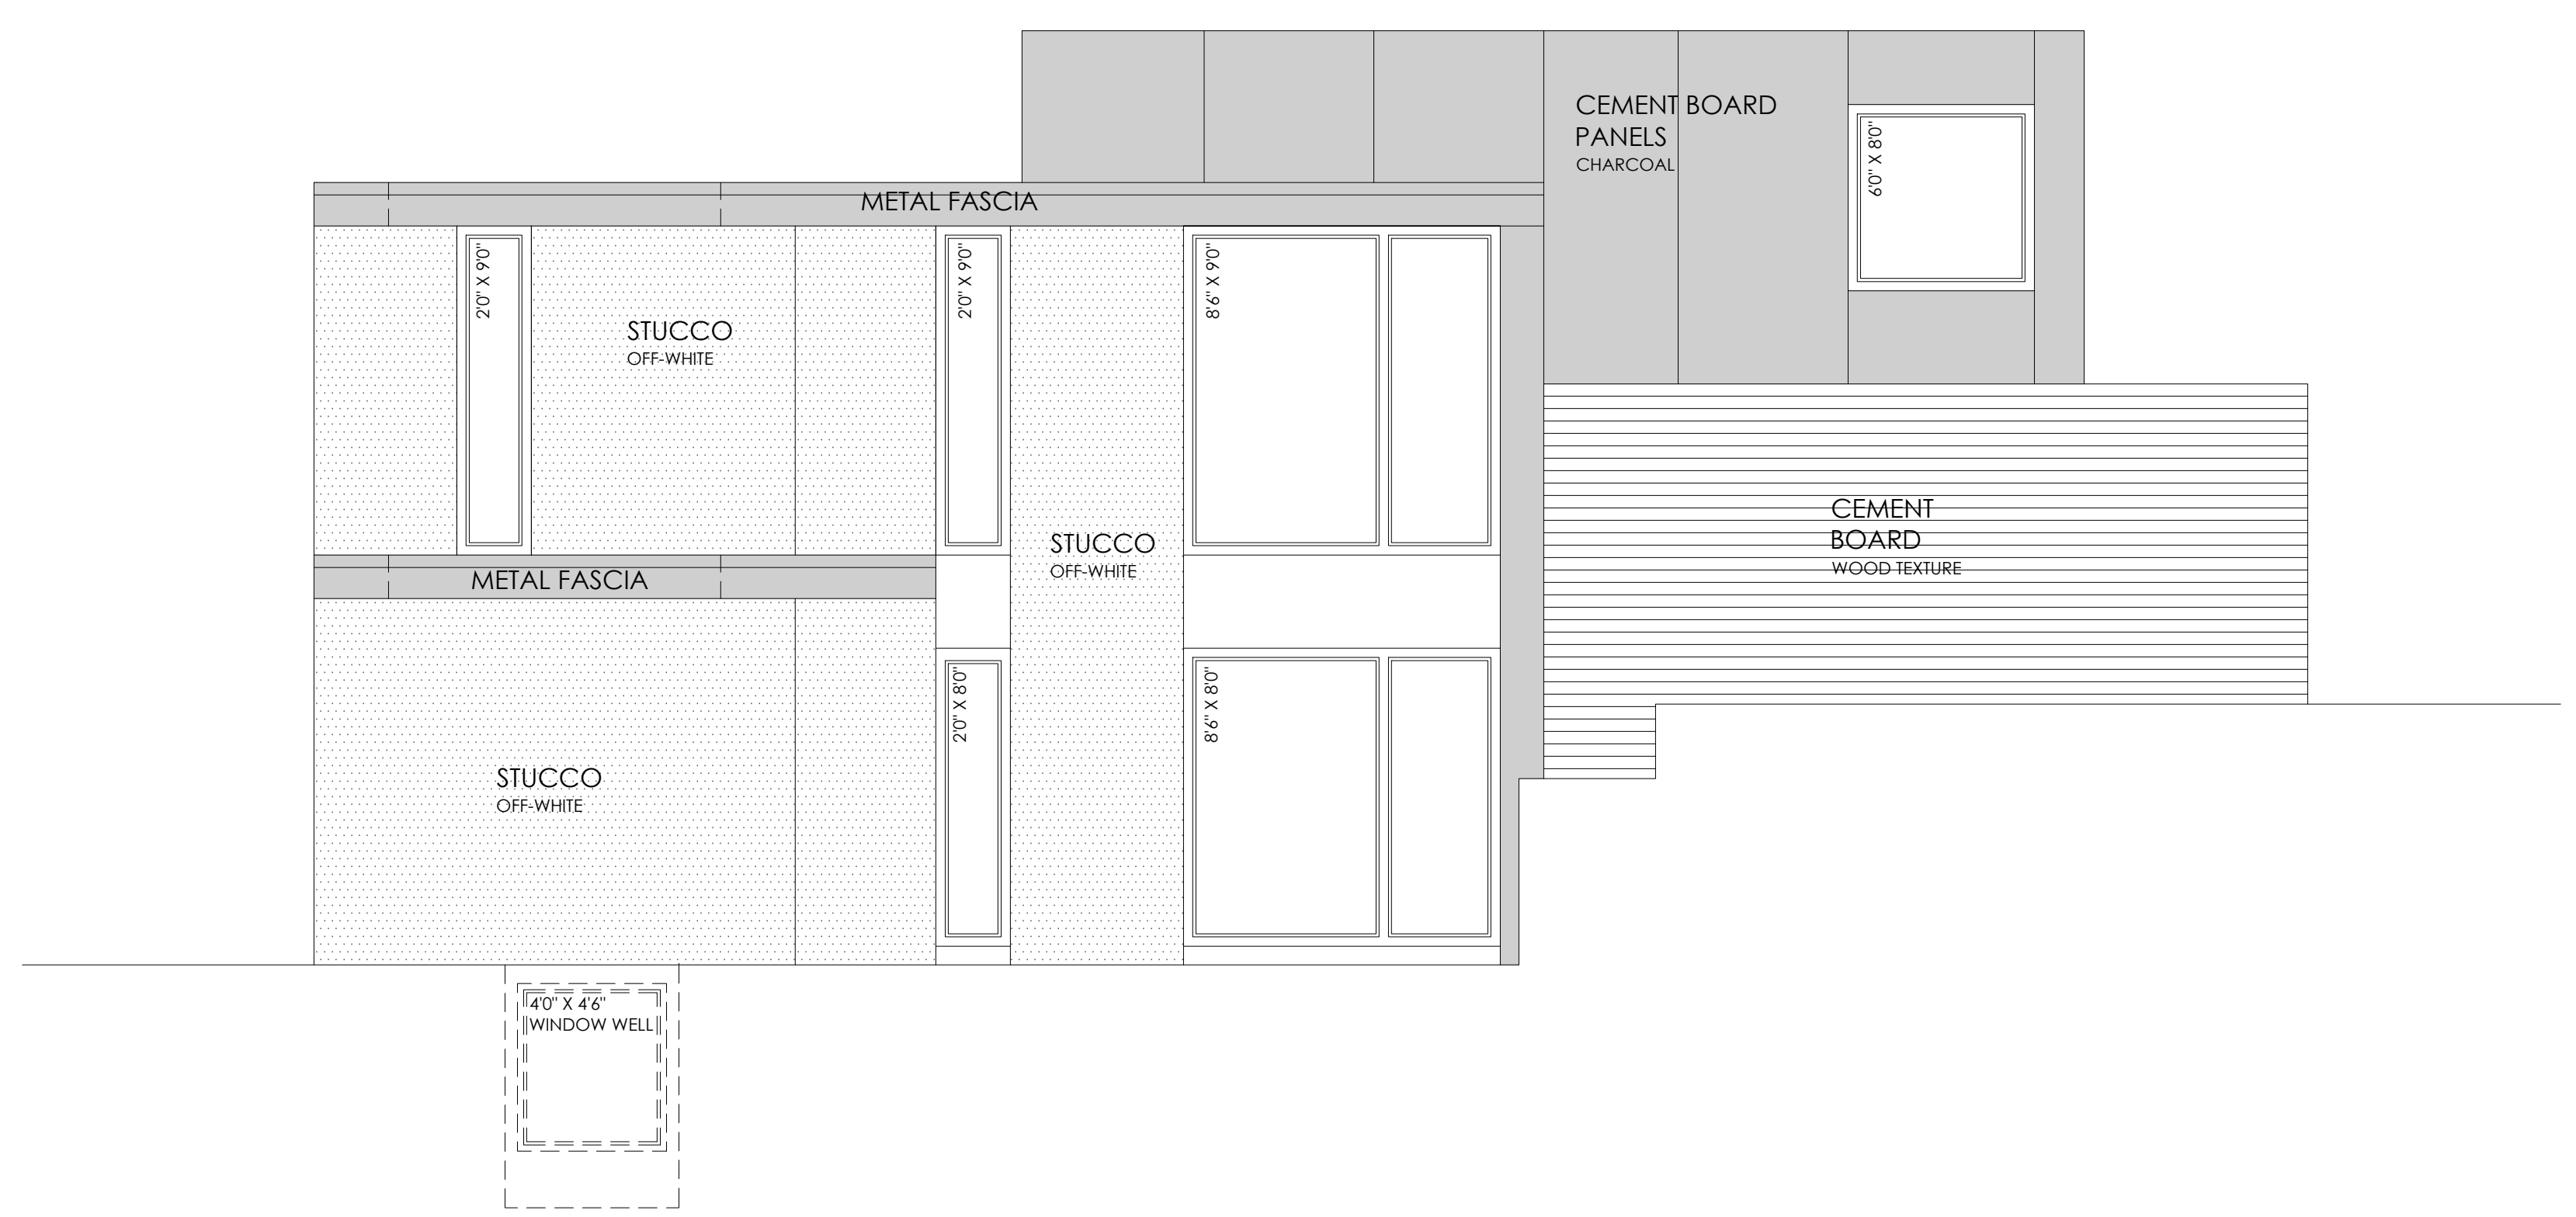 CEMENT BOARD
PANELS
CHARCOAL
6'0" X 8'0"
METAL FASCIA
2'0" X 9'0"
2'0" X 9'0"
8'6" X 9'0"
STUCCO
OFF-WHITE
CEMENT
BOARD
WOOD TEXTURE
STUCCO
OFF-WHITE
METAL FASCIA
2'0" X 8'0"
8'6" X 8'0"
STUCCO
OFF-WHITE
4'0" X 4'6"
WINDOW WELL